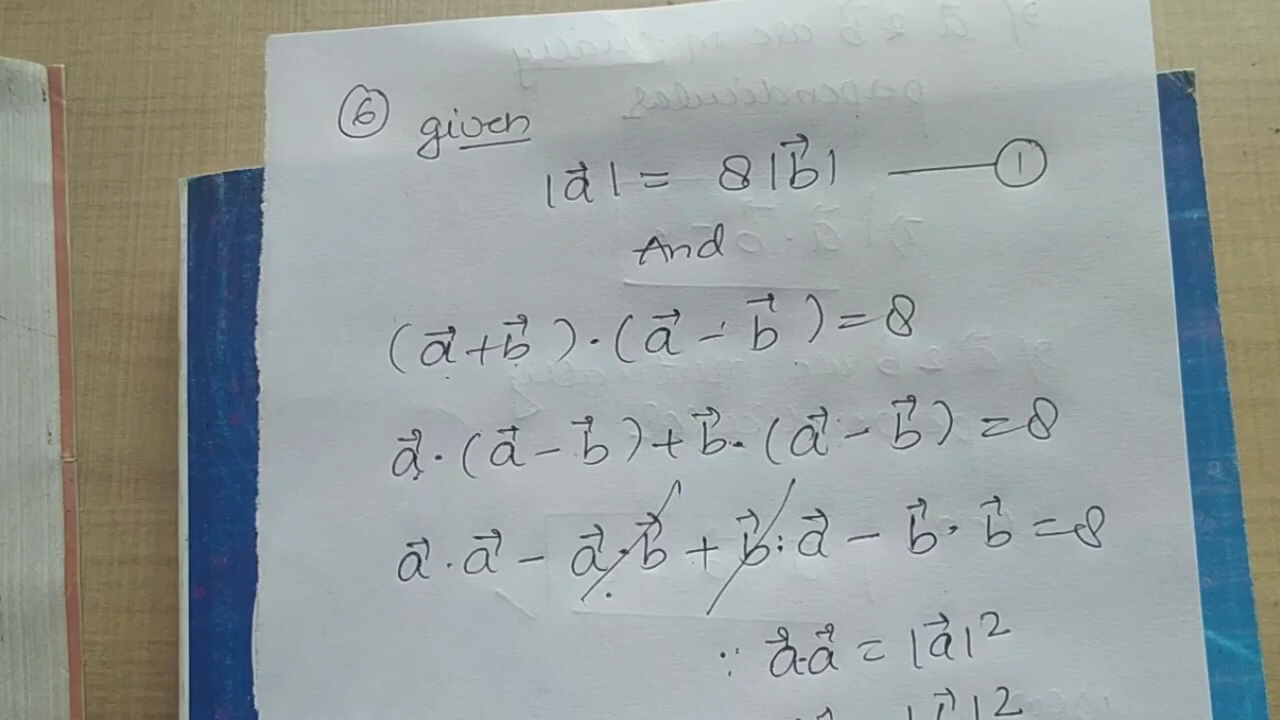 ⑥ given
|a⃗| = 8|b⃗| —— ①
And
(a⃗+b⃗)·(a⃗-b⃗)=8
a⃗·(a⃗-b⃗)+b⃗·(a⃗-b⃗)=8
a⃗·a⃗-a⃗·b⃗+b⃗·a⃗-b⃗·b⃗=8
∵ a⃗·a⃗=|a⃗|²